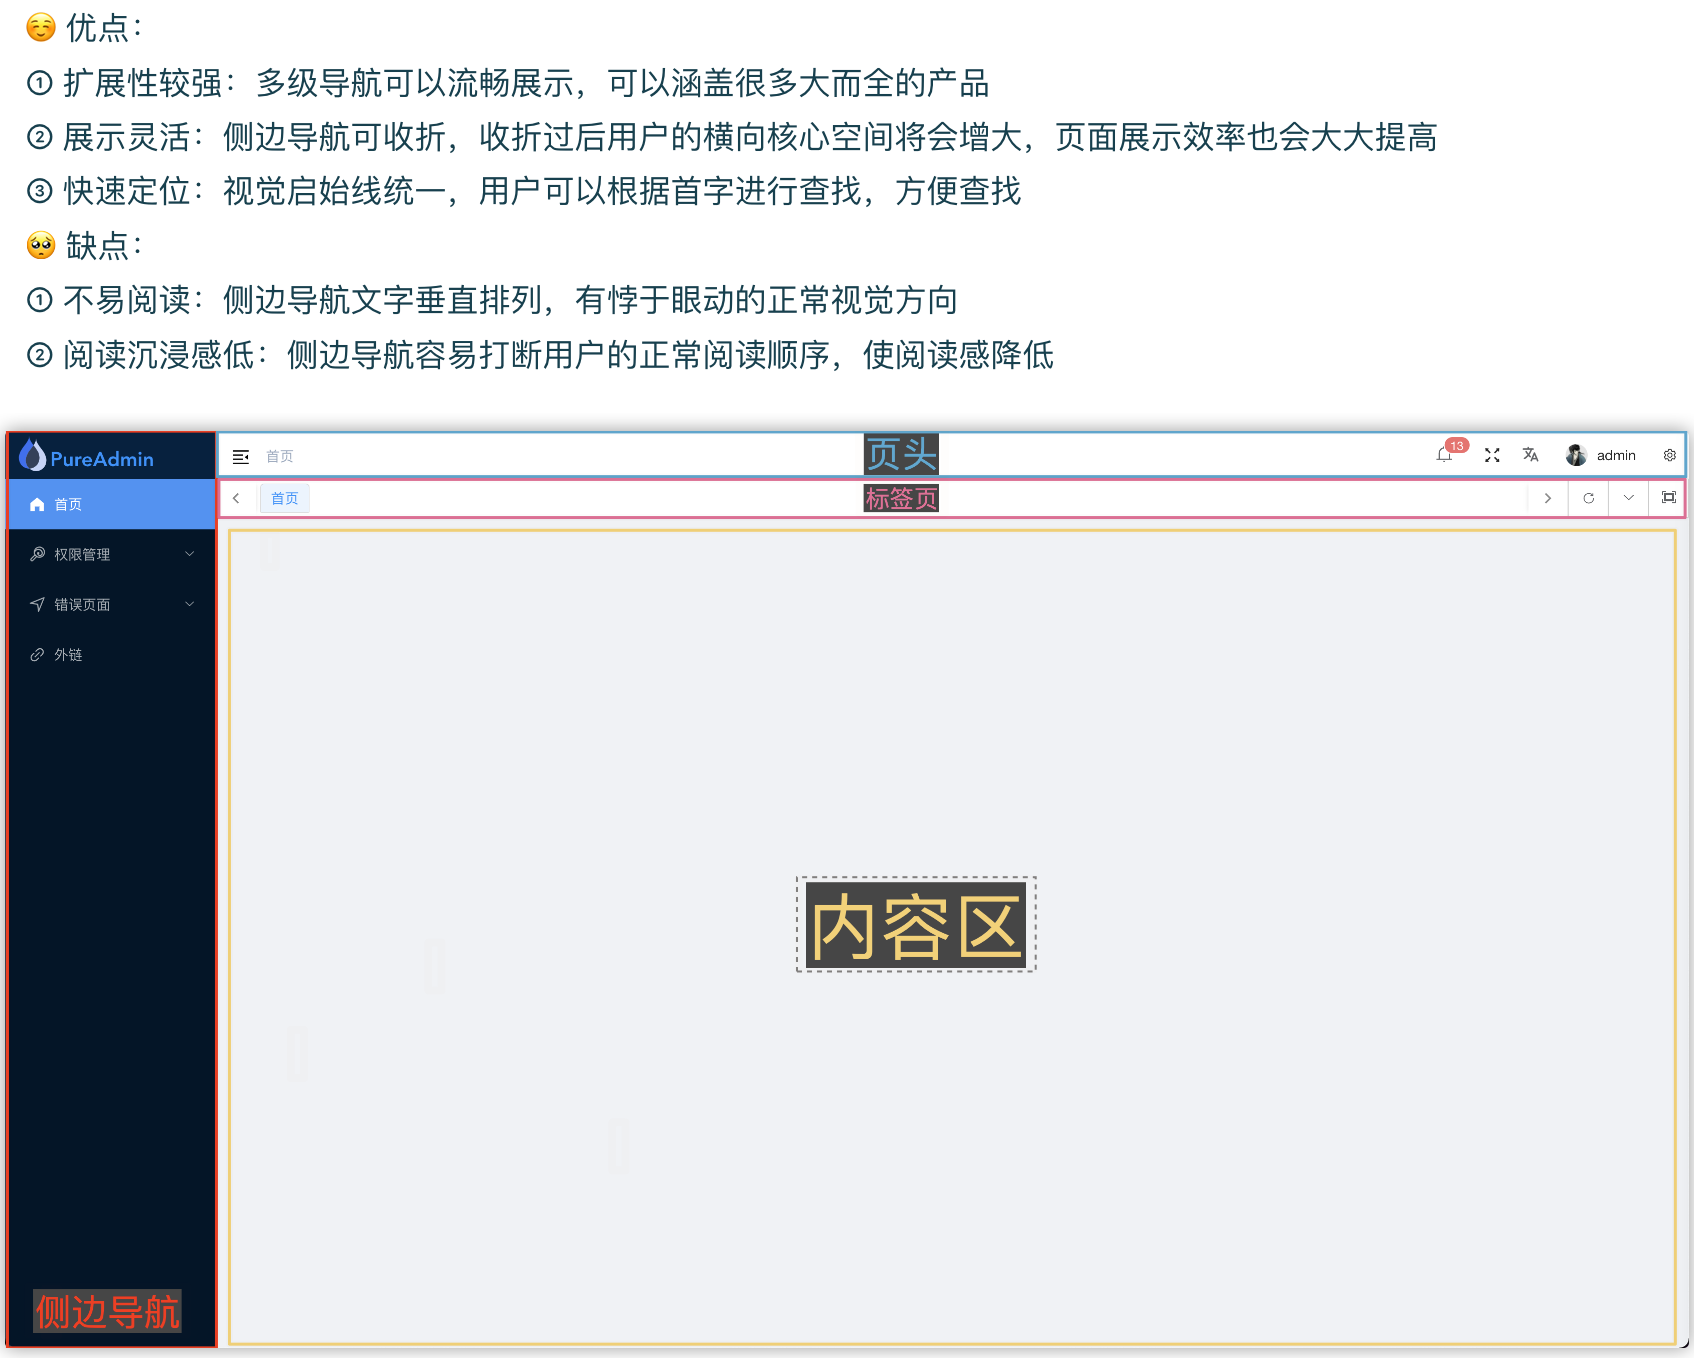 ☺️ 优点：
① 扩展性较强：多级导航可以流畅展示，可以涵盖很多大而全的产品
② 展示灵活：侧边导航可收折，收折过后用户的横向核心空间将会增大，页面展示效率也会大大提高
③ 快速定位：视觉启始线统一，用户可以根据首字进行查找，方便查找
🥺 缺点：
① 不易阅读：侧边导航文字垂直排列，有悖于眼动的正常视觉方向
② 阅读沉浸感低：侧边导航容易打断用户的正常阅读顺序，使阅读感降低
PureAdmin
首页
页头
13
admin
首页
首页
标签页
权限管理
错误页面
外链
内容区
侧边导航